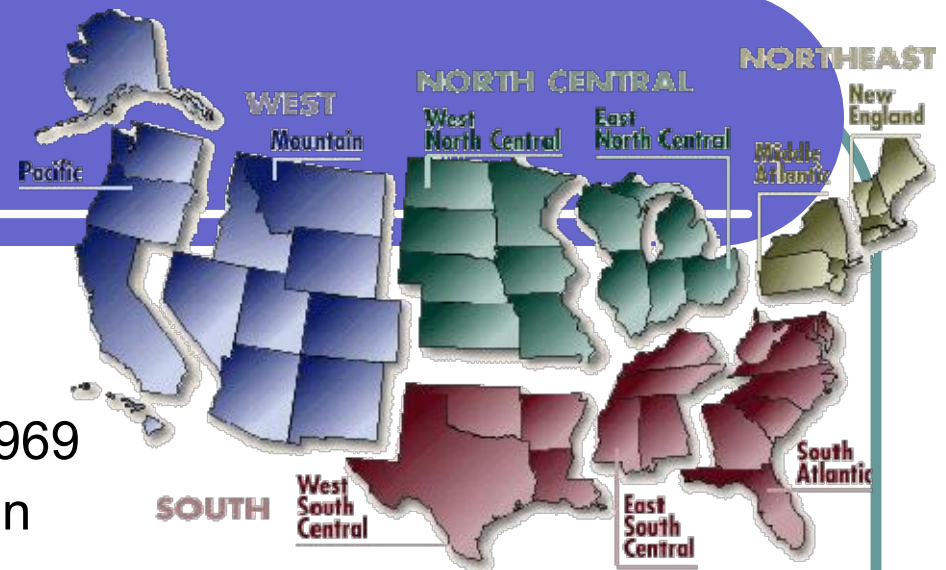 NORTHEAST
NORTH CENTRAL
WEST
New
England
West
North Central
East
North Central
Mountain
Middle
Atlantic
Pacific
969
n
South
Atlantic
West
South
Central
SOUTH
East
South
Central